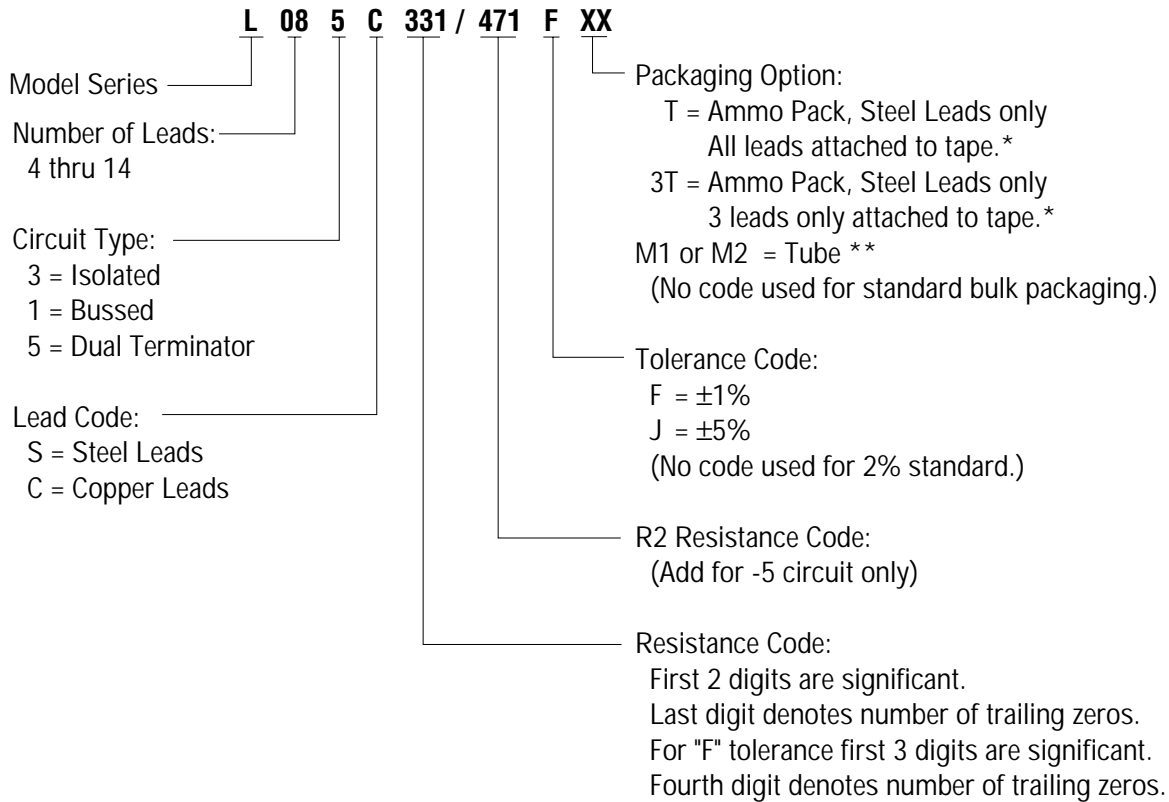 L 08 5 C 331 / 471 F XX
Model Series
Number of Leads:
4 thru 14
Circuit Type:
3 = Isolated
1 = Bussed
5 = Dual Terminator
Lead Code:
S = Steel Leads
C = Copper Leads
Packaging Option:
T = Ammo Pack, Steel Leads only
All leads attached to tape.*
3T = Ammo Pack, Steel Leads only
3 leads only attached to tape.*
M1 or M2 = Tube **
(No code used for standard bulk packaging.)
Tolerance Code:
F = ±1%
J = ±5%
(No code used for 2% standard.)
R2 Resistance Code:
(Add for -5 circuit only)
Resistance Code:
First 2 digits are significant.
Last digit denotes number of trailing zeros.
For "F" tolerance first 3 digits are significant.
Fourth digit denotes number of trailing zeros.